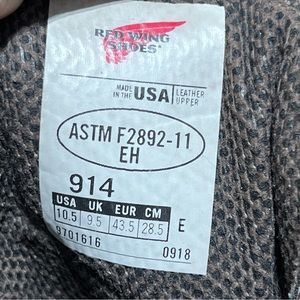 RED WING
SHOES
MADE IN THE USA LEATHER UPPER
ASTM F2892-11
EH
914
USA UK EUR CM
10.5 9.5 43.5 28.5 E
9701616 0918